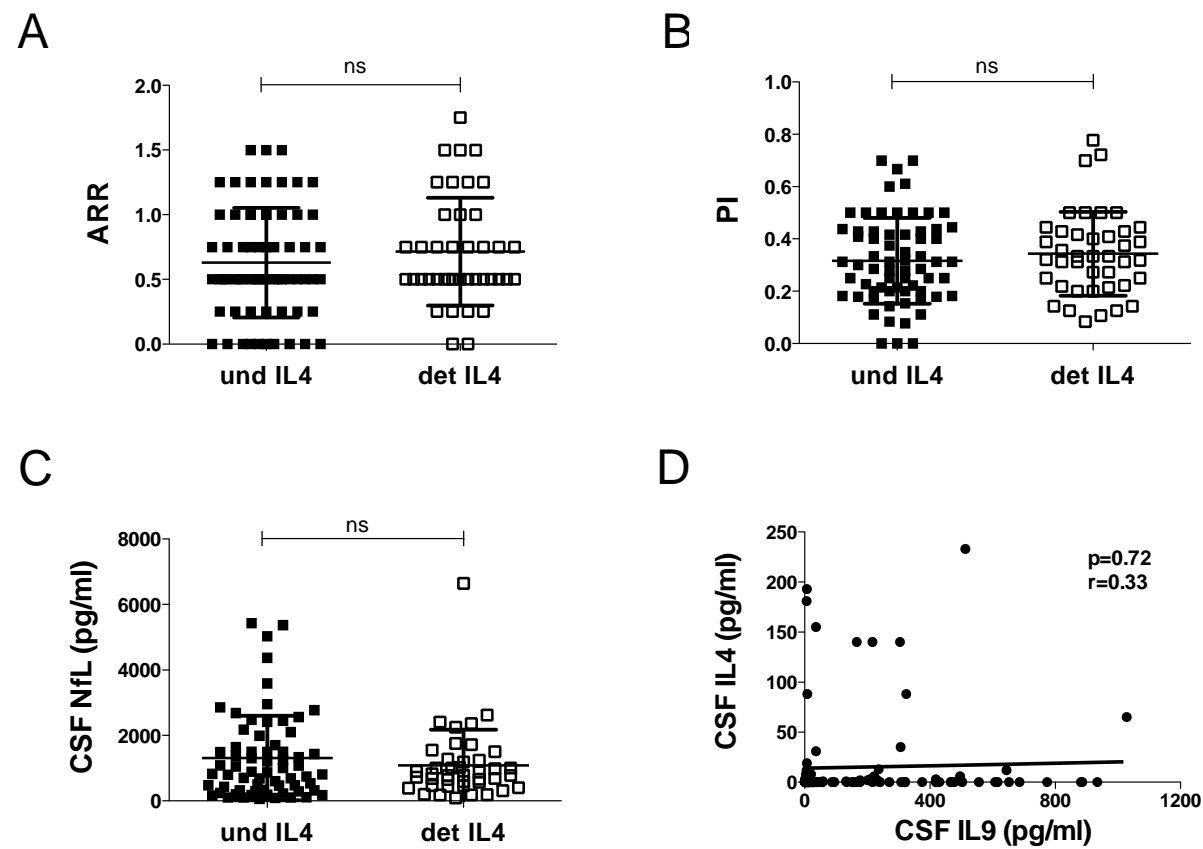 A
ns
2.0
1.5
1.0
0.5
0.0
ARR
und IL4
det IL4
B
ns
1.0
0.8
0.6
0.4
0.2
0.0
PI
und IL4
det IL4
C
ns
8000
6000
4000
2000
0
CSF NfL (pg/ml)
und IL4
det IL4
D
250
200
150
100
50
0
CSF IL4 (pg/ml)
p=0.72
r=0.33
0
400
800
1200
CSF IL9 (pg/ml)